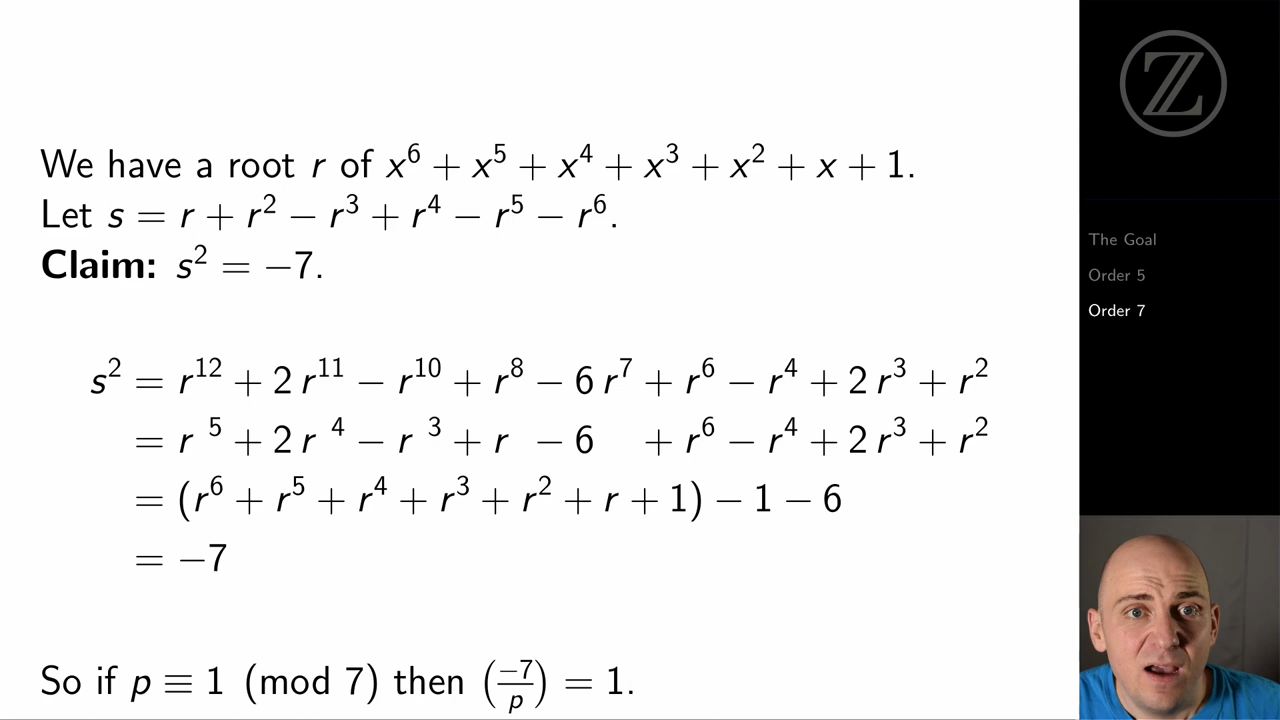 We have a root r of x⁶ + x⁵ + x⁴ + x³ + x² + x + 1.
Let s = r + r² − r³ + r⁴ − r⁵ − r⁶.
Claim: s² = −7.
s² = r¹² + 2 r¹¹ − r¹⁰ + r⁸ − 6 r⁷ + r⁶ − r⁴ + 2 r³ + r²
= r ⁵ + 2 r ⁴ − r ³ + r − 6 + r⁶ − r⁴ + 2 r³ + r²
= (r⁶ + r⁵ + r⁴ + r³ + r² + r + 1) − 1 − 6
= −7
So if p ≡ 1 (mod 7) then (−7/p) = 1.
ℤ
The Goal
Order 5
Order 7